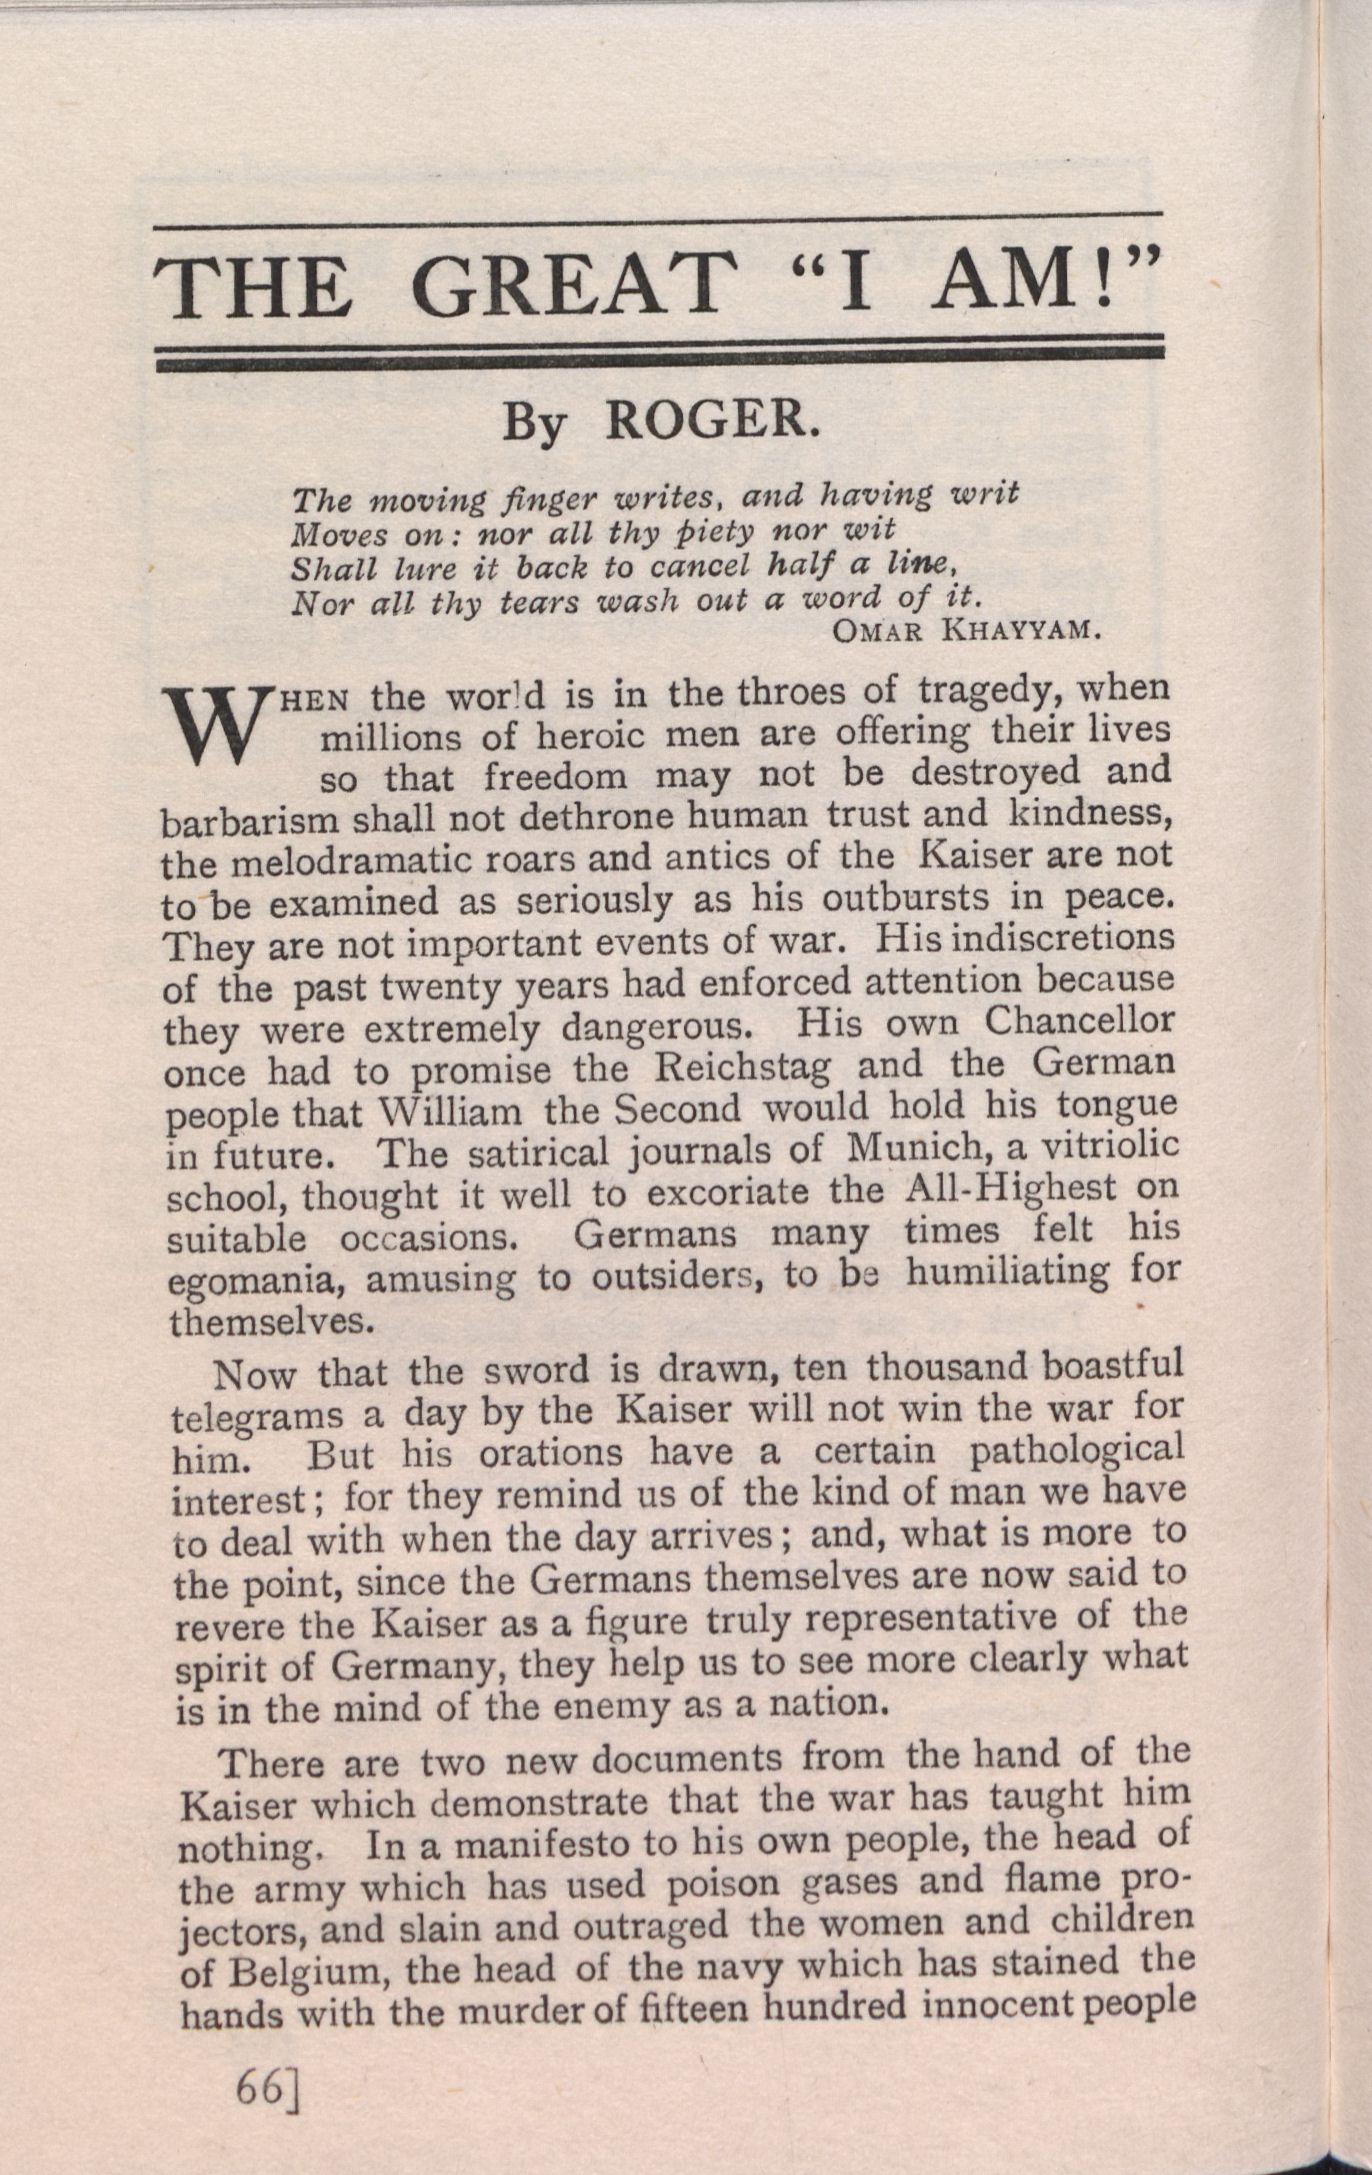 THE GREAT “I AM!”
By ROGER.
The moving finger writes, and having writ
Moves on: nor all thy piety nor wit
Shall lure it back to cancel half a line,
Nor all thy tears wash out a word of it.
OMAR KHAYYAM.
WHEN the world is in the throes of tragedy, when
millions of heroic men are offering their lives
so that freedom may not be destroyed and
barbarism shall not dethrone human trust and kindness,
the melodramatic roars and antics of the Kaiser are not
to be examined as seriously as his outbursts in peace.
They are not important events of war. His indiscretions
of the past twenty years had enforced attention because
they were extremely dangerous. His own Chancellor
once had to promise the Reichstag and the German
people that William the Second would hold his tongue
in future. The satirical journals of Munich, a vitriolic
school, thought it well to excoriate the All-Highest on
suitable occasions. Germans many times felt his
egomania, amusing to outsiders, to be humiliating for
themselves.
Now that the sword is drawn, ten thousand boastful
telegrams a day by the Kaiser will not win the war for
him. But his orations have a certain pathological
interest; for they remind us of the kind of man we have
to deal with when the day arrives; and, what is more to
the point, since the Germans themselves are now said to
revere the Kaiser as a figure truly representative of the
spirit of Germany, they help us to see more clearly what
is in the mind of the enemy as a nation.
There are two new documents from the hand of the
Kaiser which demonstrate that the war has taught him
nothing. In a manifesto to his own people, the head of
the army which has used poison gases and flame pro-
jectors, and slain and outraged the women and children
of Belgium, the head of the navy which has stained the
hands with the murder of fifteen hundred innocent people
66]